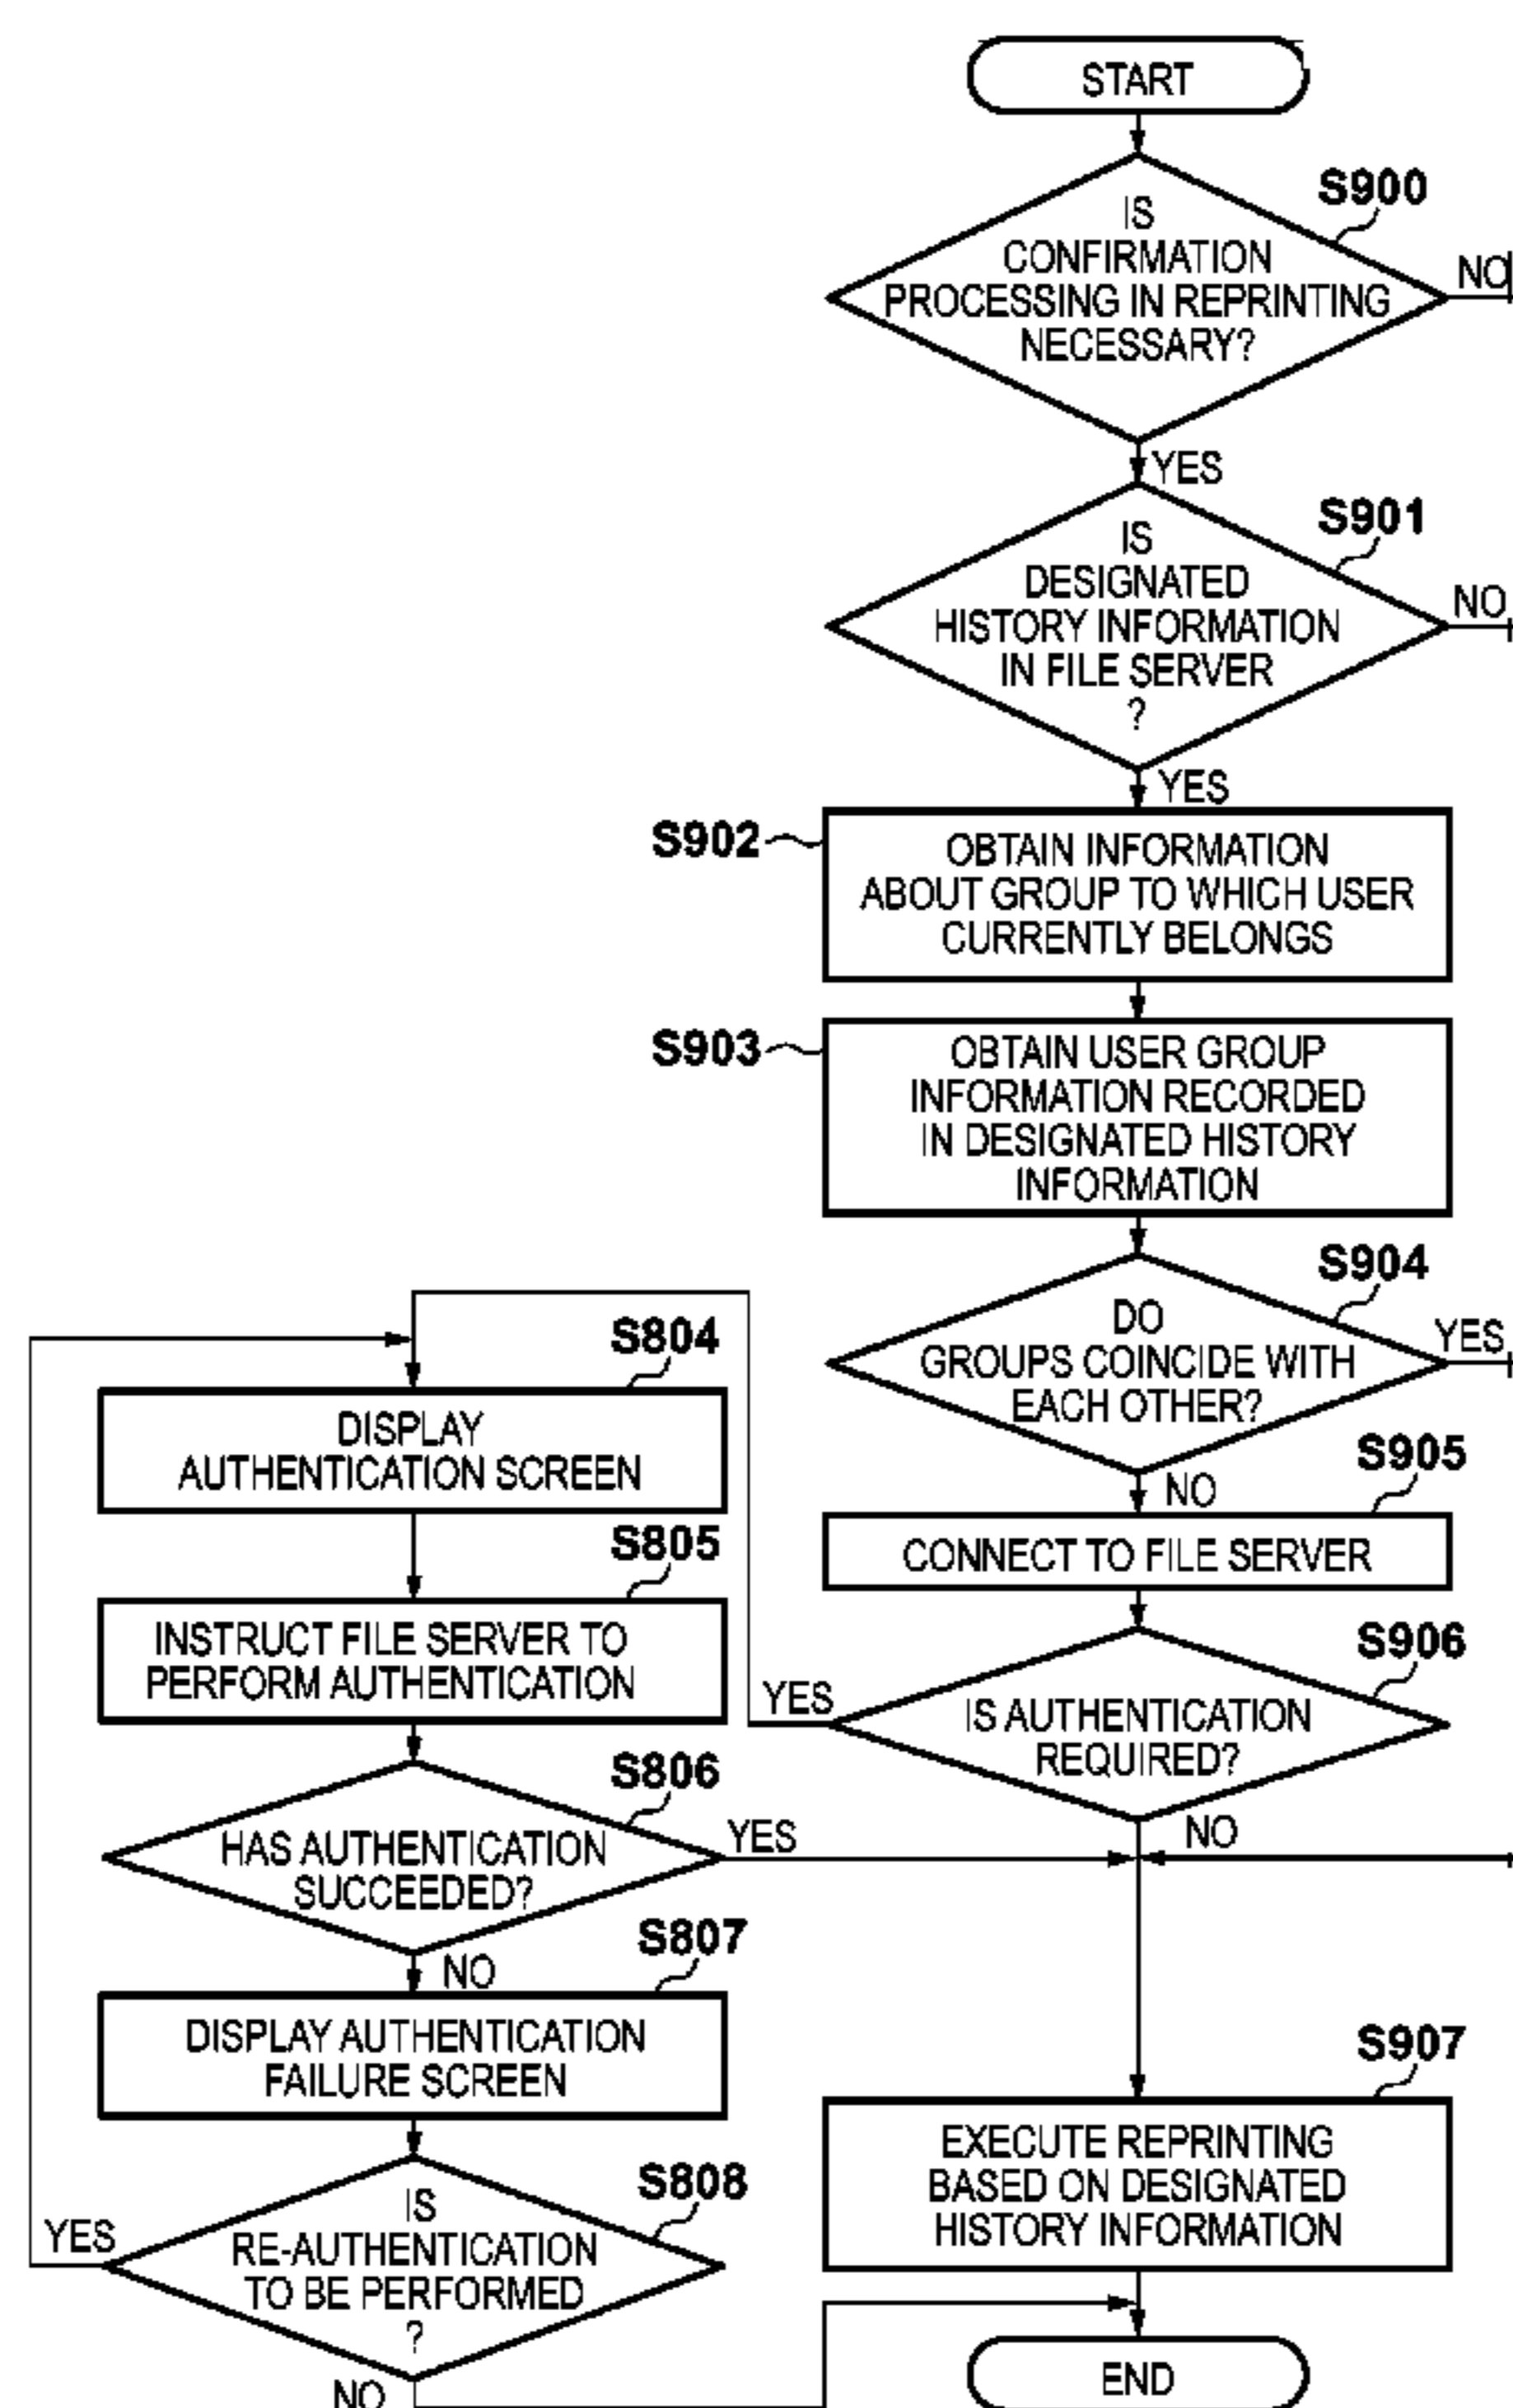 START
S900
IS
CONFIRMATION
PROCESSING IN REPRINTING
NECESSARY?
NO
YES
S901
IS
DESIGNATED
HISTORY INFORMATION
IN FILE SERVER
?
NO
YES
S902
OBTAIN INFORMATION
ABOUT GROUP TO WHICH USER
CURRENTLY BELONGS
S903
OBTAIN USER GROUP
INFORMATION RECORDED
IN DESIGNATED HISTORY
INFORMATION
S904
DO
GROUPS COINCIDE WITH
EACH OTHER?
YES
NO
S905
CONNECT TO FILE SERVER
S906
IS AUTHENTICATION
REQUIRED?
YES
NO
S804
DISPLAY
AUTHENTICATION SCREEN
S805
INSTRUCT FILE SERVER TO
PERFORM AUTHENTICATION
S806
HAS AUTHENTICATION
SUCCEEDED?
YES
NO
S807
DISPLAY AUTHENTICATION
FAILURE SCREEN
S808
IS
RE-AUTHENTICATION
TO BE PERFORMED
?
YES
NO
S907
EXECUTE REPRINTING
BASED ON DESIGNATED
HISTORY INFORMATION
END